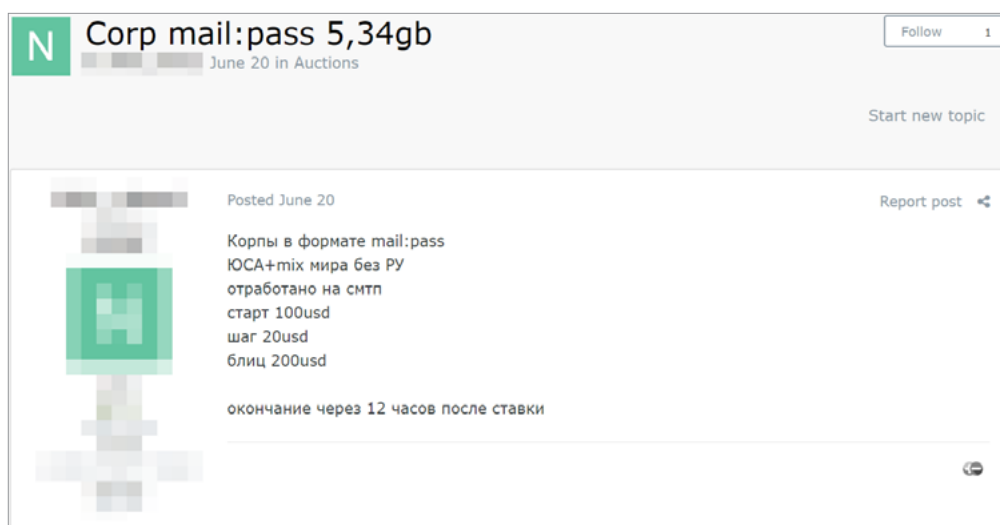 N
Corp mail:pass 5,34gb
June 20 in Auctions
Follow 1
Start new topic
Posted June 20
Report post
Корпы в формате mail:pass
ЮСА+mix мира без РУ
отработано на смтп
старт 100usd
шаг 20usd
блиц 200usd
окончание через 12 часов после ставки